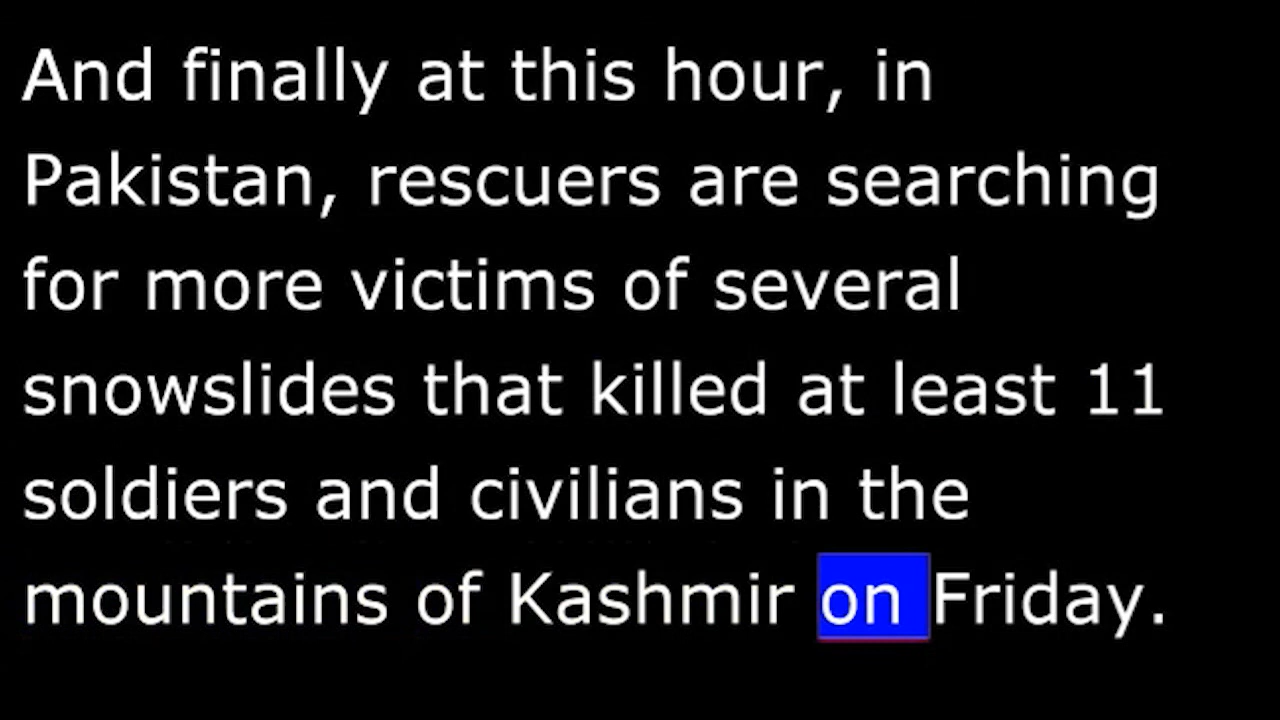 And finally at this hour, in
Pakistan, rescuers are searching
for more victims of several
snowslides that killed at least 11
soldiers and civilians in the
mountains of Kashmir on Friday.